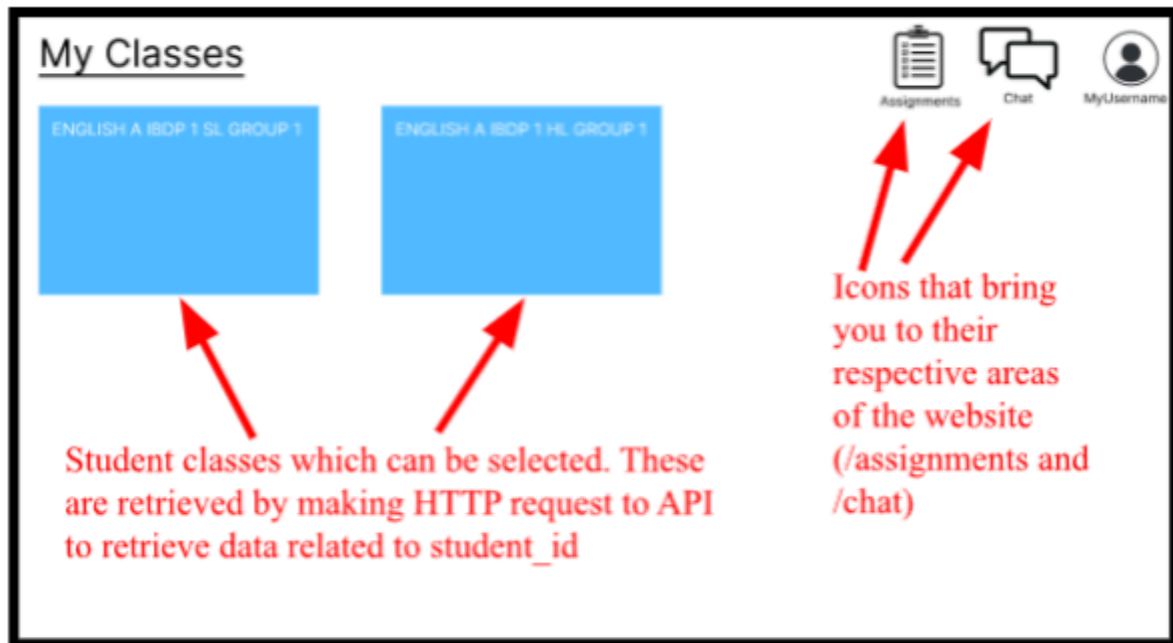 My Classes
Assignments
Chat
MyUsername
ENGLISH A IBDP 1 SL GROUP 1
ENGLISH A IBDP 1 HL GROUP 1
Icons that bring
you to their
respective areas
of the website
(/assignments and
/chat)
Student classes which can be selected. These
are retrieved by making HTTP request to API
to retrieve data related to student_id